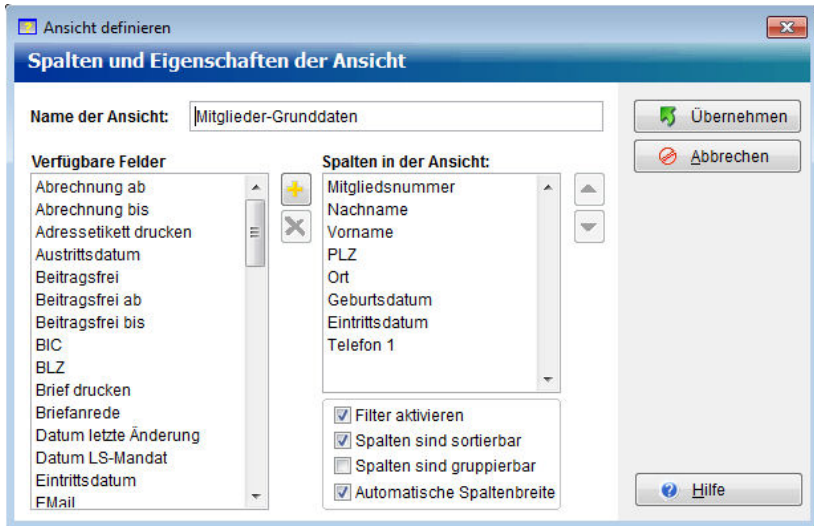 Ansicht definieren
Spalten und Eigenschaften der Ansicht
Name der Ansicht:
Mitglieder-Grunddaten
Verfügbare Felder
Abrechnung ab
Abrechnung bis
Adressetikett drucken
Austrittsdatum
Beitragsfrei
Beitragsfrei ab
Beitragsfrei bis
BIC
BLZ
Brief drucken
Briefanrede
Datum letzte Änderung
Datum LS-Mandat
Eintrittsdatum
EMail
Spalten in der Ansicht:
Mitgliedsnummer
Nachname
Vorname
PLZ
Ort
Geburtsdatum
Eintrittsdatum
Telefon 1
Filter aktivieren
Spalten sind sortierbar
Spalten sind gruppierbar
Automatische Spaltenbreite
Übernehmen
Abbrechen
Hilfe